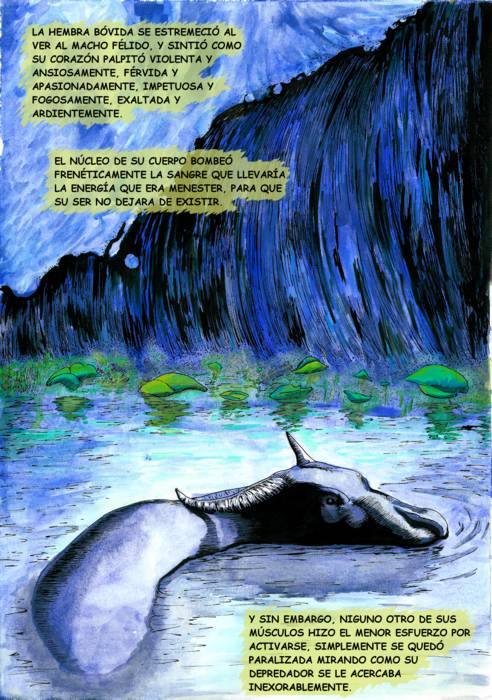 LA HEMBRA BÓVIDA SE ESTREMECIÓ AL
VER AL MACHO FÉLIDO, Y SINTIÓ COMO
SU CORAZÓN PALPITÓ VIOLENTA Y
ANSIOSAMENTE, FÉRVIDA Y
APASIONADAMENTE, IMPETUOSA Y
FOGOSAMENTE, EXALTADA Y
ARDIENTEMENTE.
EL NÚCLEO DE SU CUERPO BOMBEÓ
FRENÉTICAMENTE LA SANGRE QUE LLEVARÍA
LA ENERGÍA QUE ERA MENESTER, PARA QUE
SU SER NO DEJARA DE EXISTIR.
Y SIN EMBARGO, NIGUNO OTRO DE SUS
MÚSCULOS HIZO EL MENOR ESFUERZO POR
ACTIVARSE, SIMPLEMENTE SE QUEDÓ
PARALIZADA MIRANDO COMO SU
DEPREDADOR SE LE ACERCABA
INEXORABLEMENTE.